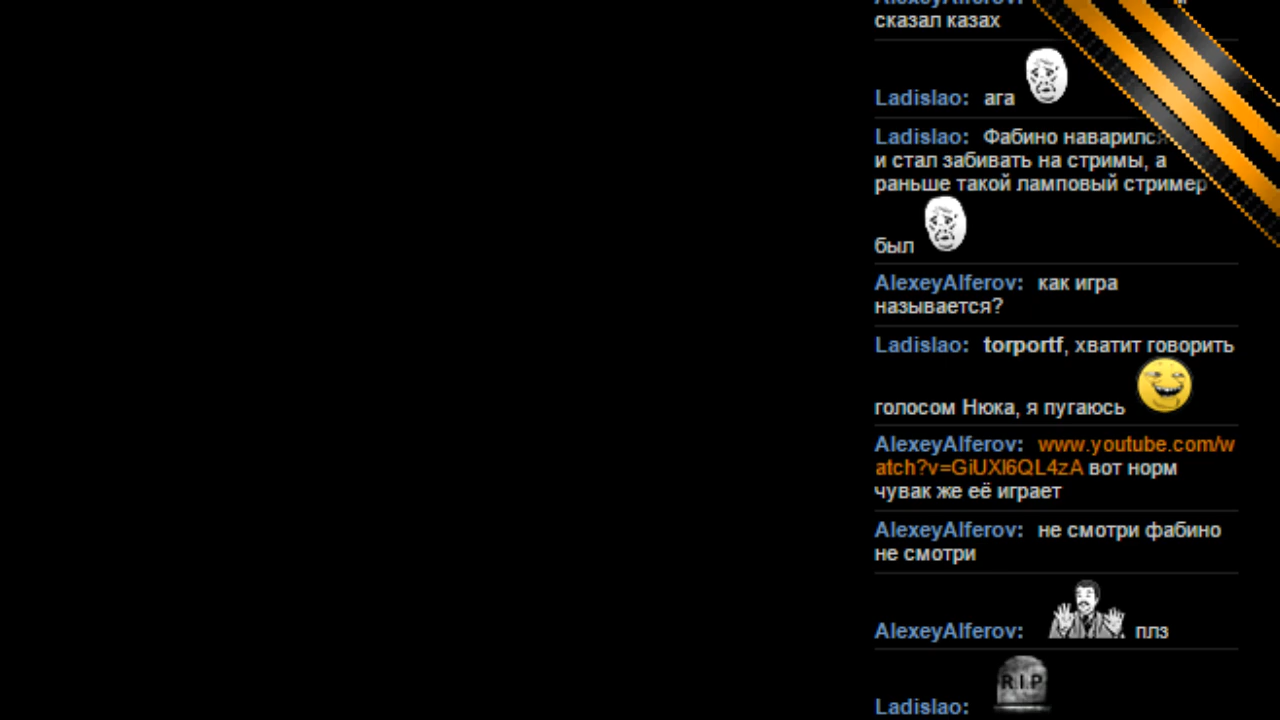 сказал казах
Ladislao: ага
Ladislao: Фабино наварился
и стал забивать на стримы, а
раньше такой ламповый стример
был
AlexeyAlferov: как игра
называется?
Ladislao: torportf, хватит говорить
голосом Нюка, я пугаюсь
AlexeyAlferov: www.youtube.com/w
atch?v=GiUXl6QL4zA вот норм
чувак же её играет
AlexeyAlferov: не смотри фабино
не смотри
AlexeyAlferov: плз
R.I.P
Ladislao: